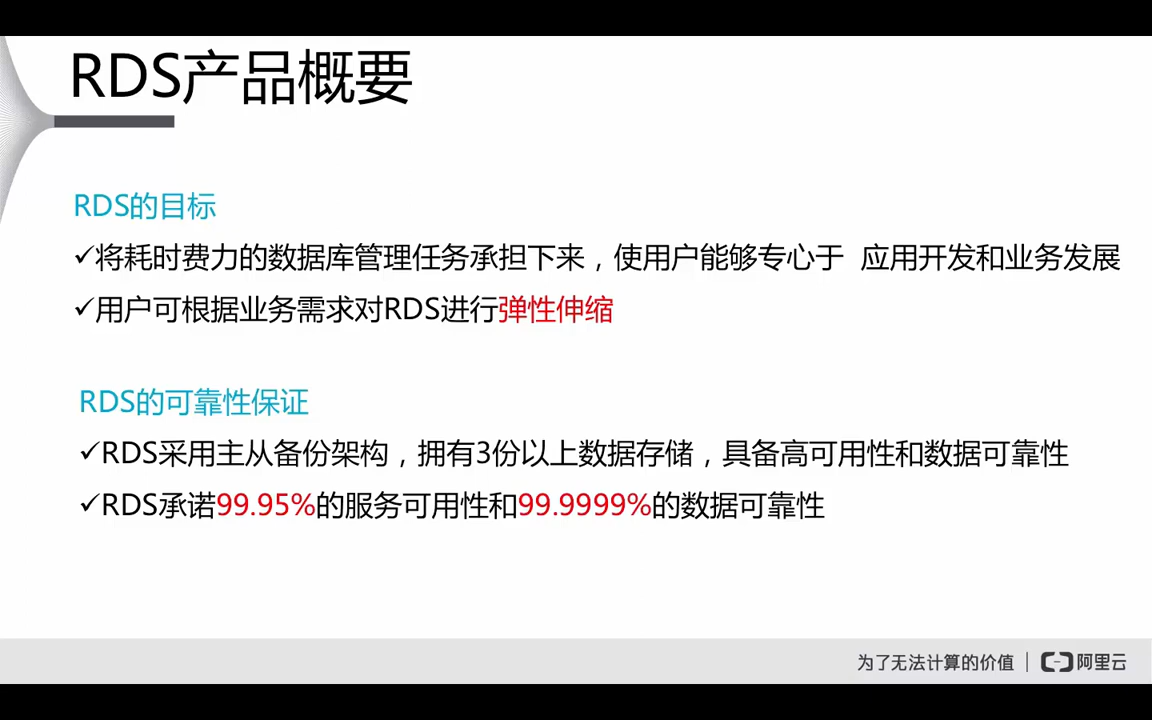 RDS产品概要
RDS的目标
✓将耗时费力的数据库管理任务承担下来，使用户能够专心于 应用开发和业务发展
✓用户可根据业务需求对RDS进行弹性伸缩
RDS的可靠性保证
✓RDS采用主从备份架构，拥有3份以上数据存储，具备高可用性和数据可靠性
✓RDS承诺99.95%的服务可用性和99.9999%的数据可靠性
为了无法计算的价值 | 阿里云